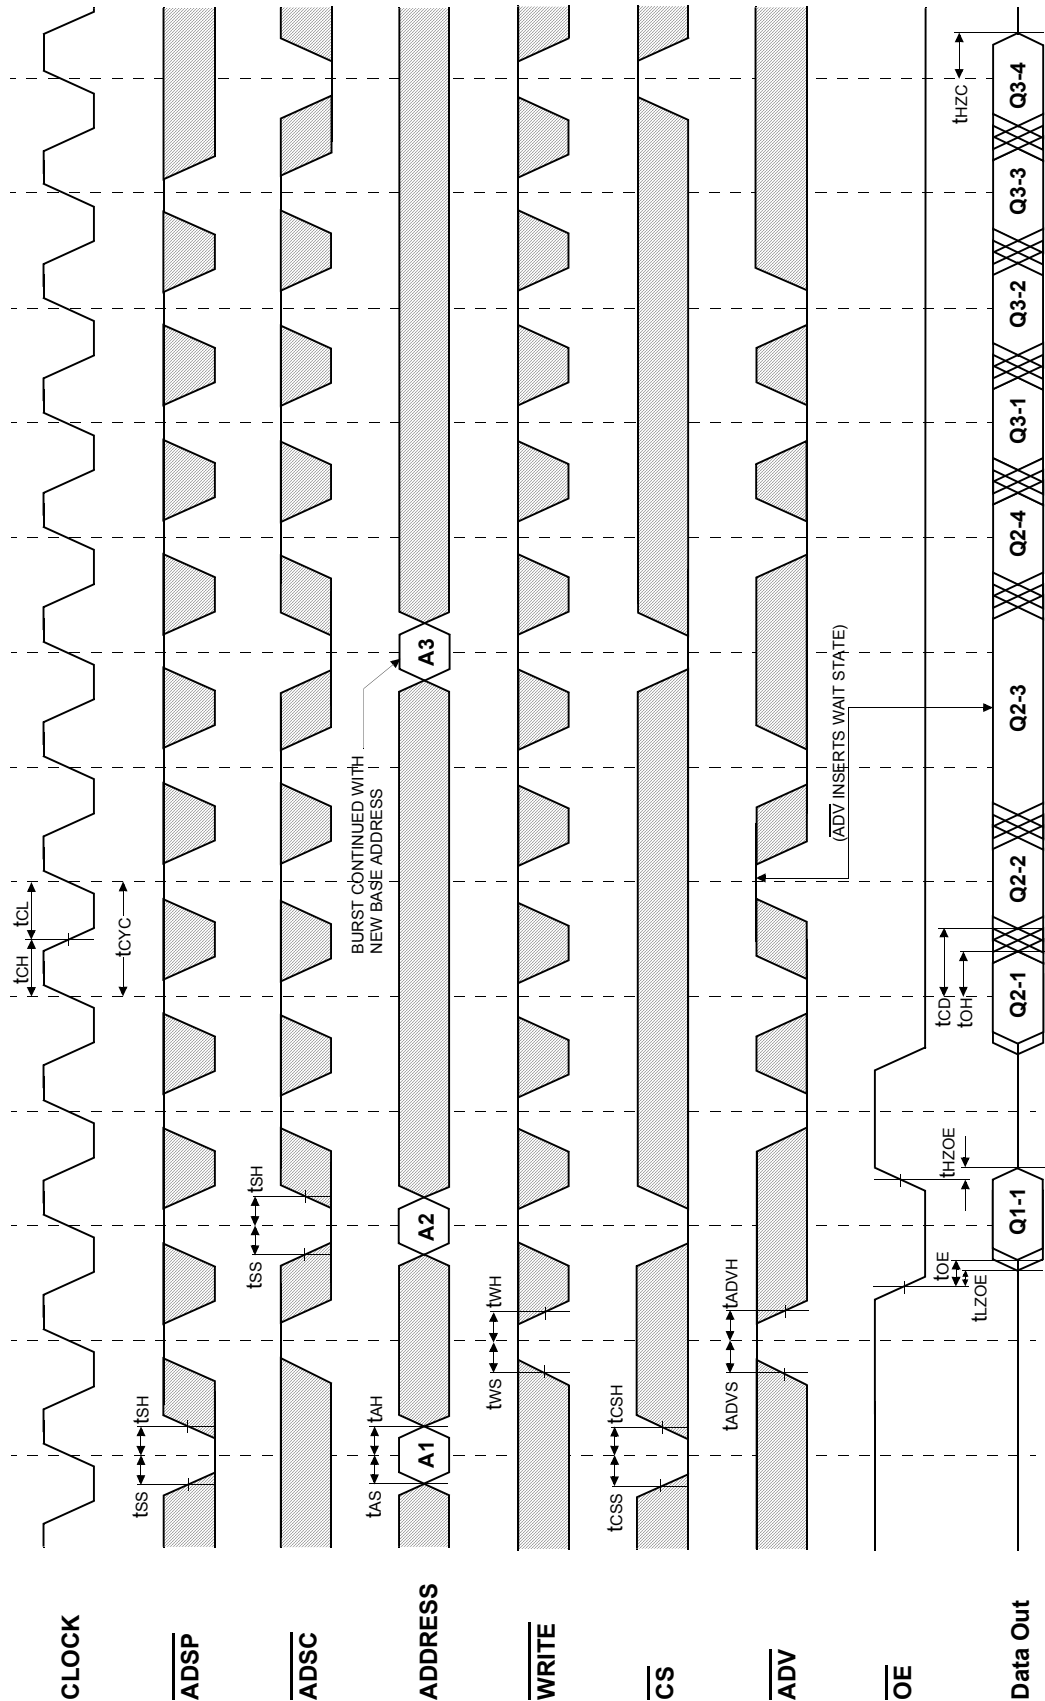 CLOCK
tCH
tCL
tCYC
ADSP
tSS
tSH
ADSC
tSS
tSH
ADDRESS
tAS
tAH
A1
A2
A3
BURST CONTINUED WITH
NEW BASE ADDRESS
WRITE
tWS
tWH
CS
tCSS
tCSH
ADV
tADVS
tADVH
(ADV INSERTS WAIT STATE)
OE
tOE
tLZOE
tHZOE
tCD
tOH
tHZC
Data Out
Q1-1
Q2-1
Q2-2
Q2-3
Q2-4
Q3-1
Q3-2
Q3-3
Q3-4